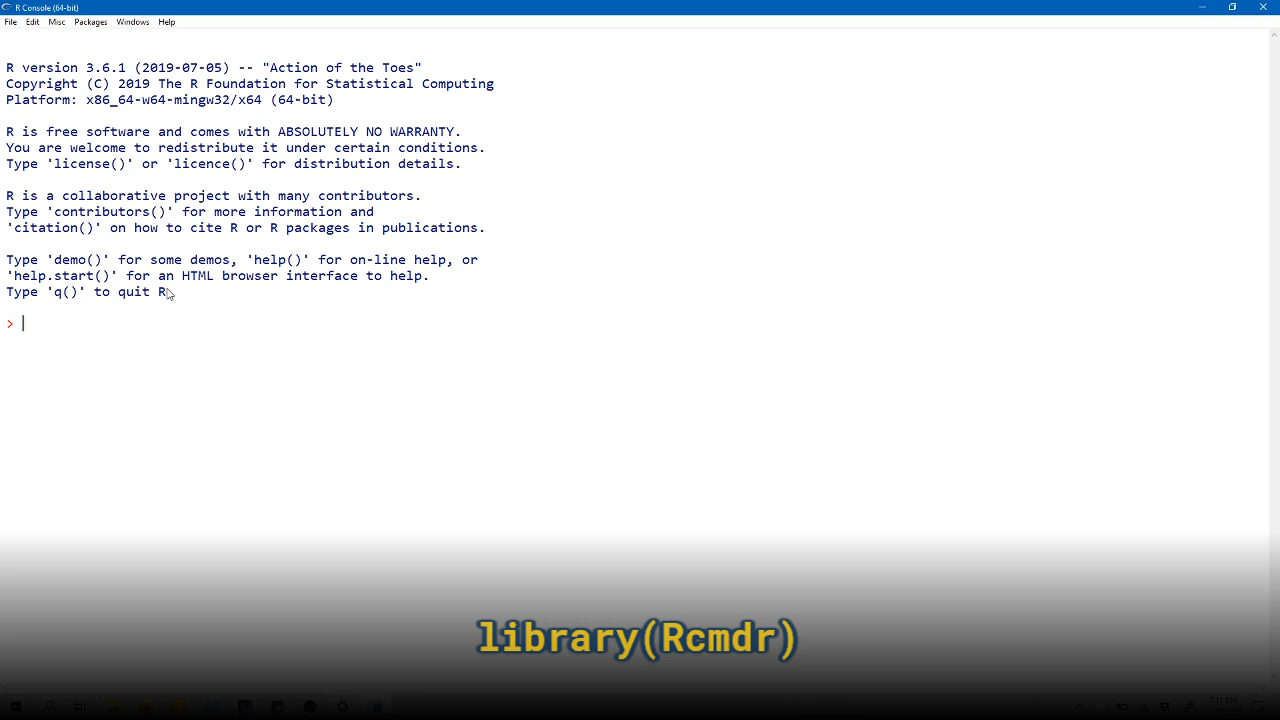 R Console (64-bit)
File Edit Misc Packages Windows Help
R version 3.6.1 (2019-07-05) -- "Action of the Toes"
Copyright (C) 2019 The R Foundation for Statistical Computing
Platform: x86_64-w64-mingw32/x64 (64-bit)
R is free software and comes with ABSOLUTELY NO WARRANTY.
You are welcome to redistribute it under certain conditions.
Type 'license()' or 'licence()' for distribution details.
R is a collaborative project with many contributors.
Type 'contributors()' for more information and
'citation()' on how to cite R or R packages in publications.
Type 'demo()' for some demos, 'help()' for on-line help, or
'help.start()' for an HTML browser interface to help.
Type 'q()' to quit R
>
library(Rcmdr)